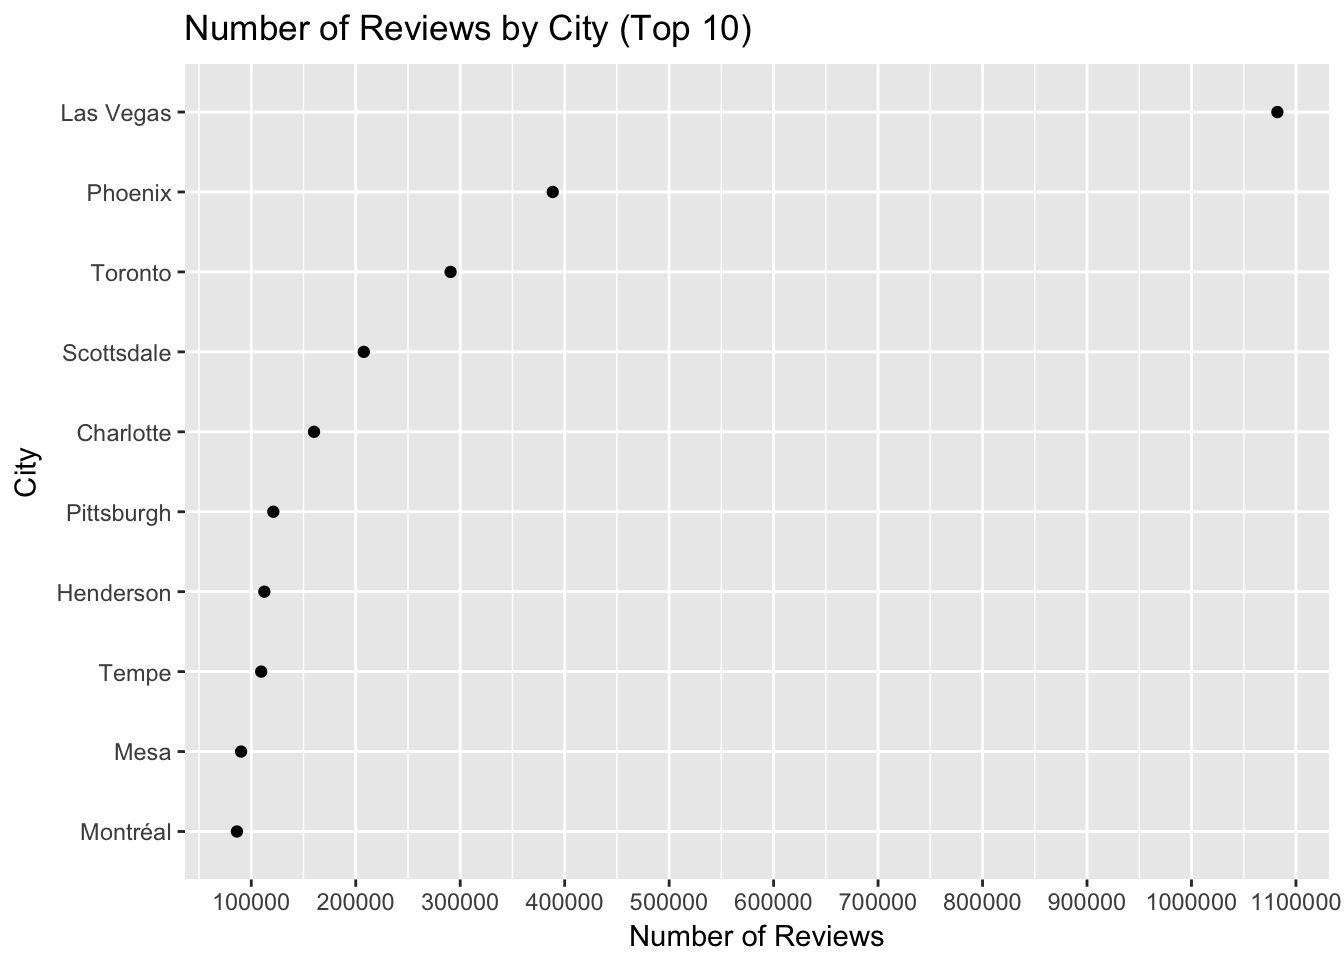 Number of Reviews by City (Top 10)
Las Vegas
Phoenix
Toronto
Scottsdale
Charlotte
Pittsburgh
Henderson
Tempe
Mesa
Montréal
City
100000 200000 300000 400000 500000 600000 700000 800000 900000 1000000 1100000
Number of Reviews